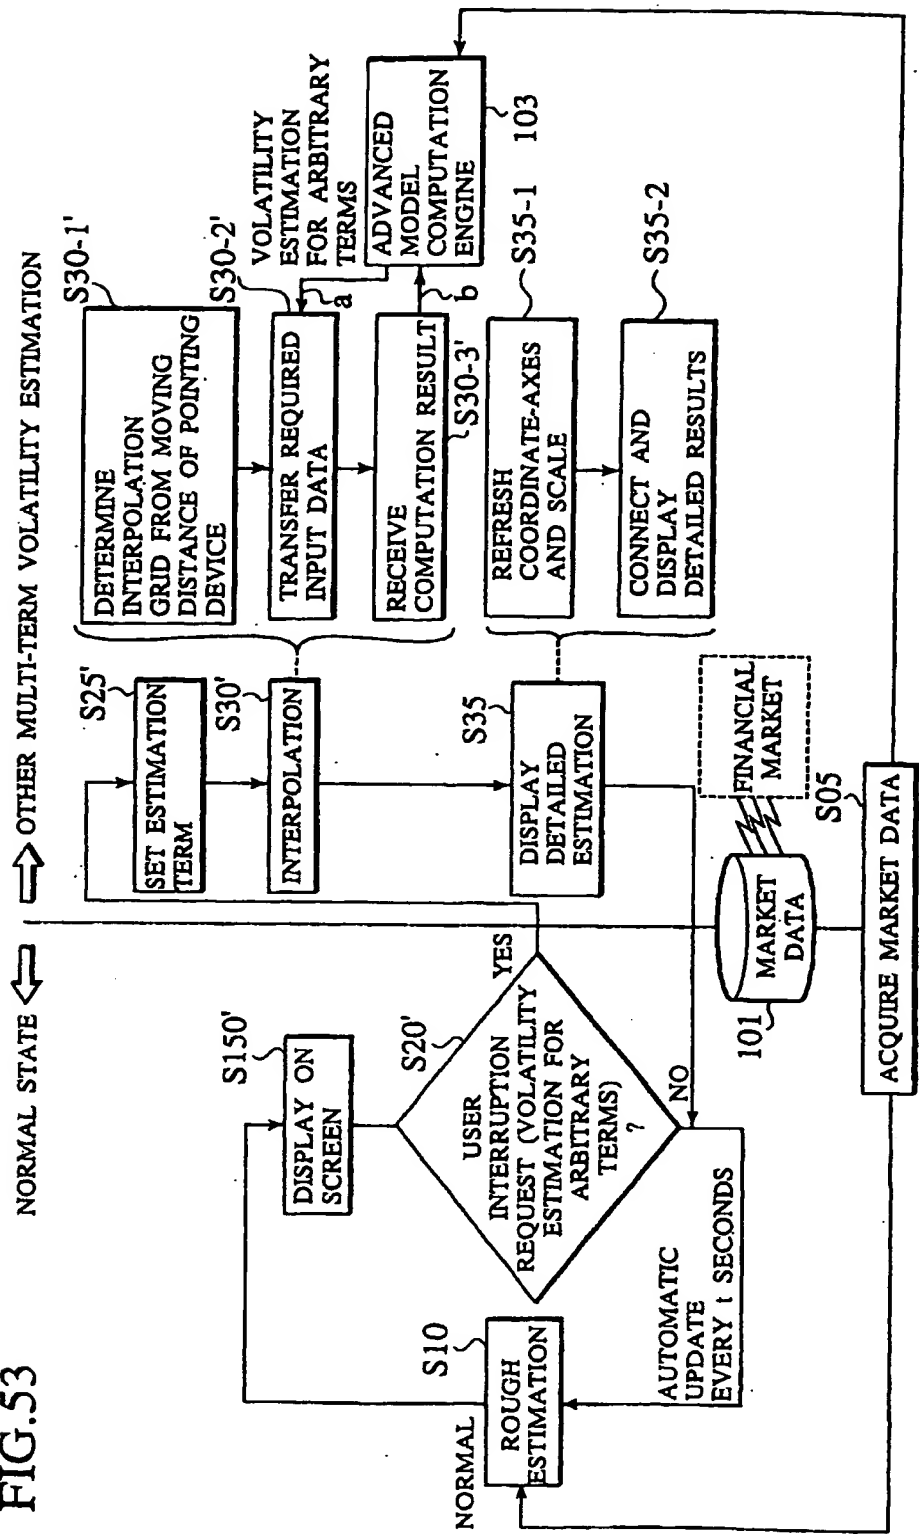 FIG.53
NORMAL STATE
OTHER MULTI-TERM VOLATILITY ESTIMATION
NORMAL
S10
ROUGH
ESTIMATION
S150'
DISPLAY ON
SCREEN
S20'
USER
INTERRUPTION
REQUEST (VOLATILITY
ESTIMATION FOR
ARBITRARY
TERMS)
?
YES
NO
AUTOMATIC
UPDATE
EVERY t SECONDS
S25'
SET ESTIMATION
TERM
S30'
INTERPOLATION
S35
DISPLAY
DETAILED
ESTIMATION
S30-1'
DETERMINE
INTERPOLATION
GRID FROM MOVING
DISTANCE OF POINTING
DEVICE
S30-2'
TRANSFER REQUIRED
INPUT DATA
RECEIVE
COMPUTATION RESULT
S30-3'
VOLATILITY
ESTIMATION
FOR ARBITRARY
TERMS
a
b
ADVANCED
MODEL
COMPUTATION
ENGINE
103
REFRESH
COORDINATE-AXES
AND SCALE
S35-1
CONNECT AND
DISPLAY
DETAILED RESULTS
S35-2
FINANCIAL
MARKET
MARKET
DATA
101
S05
ACQUIRE MARKET DATA